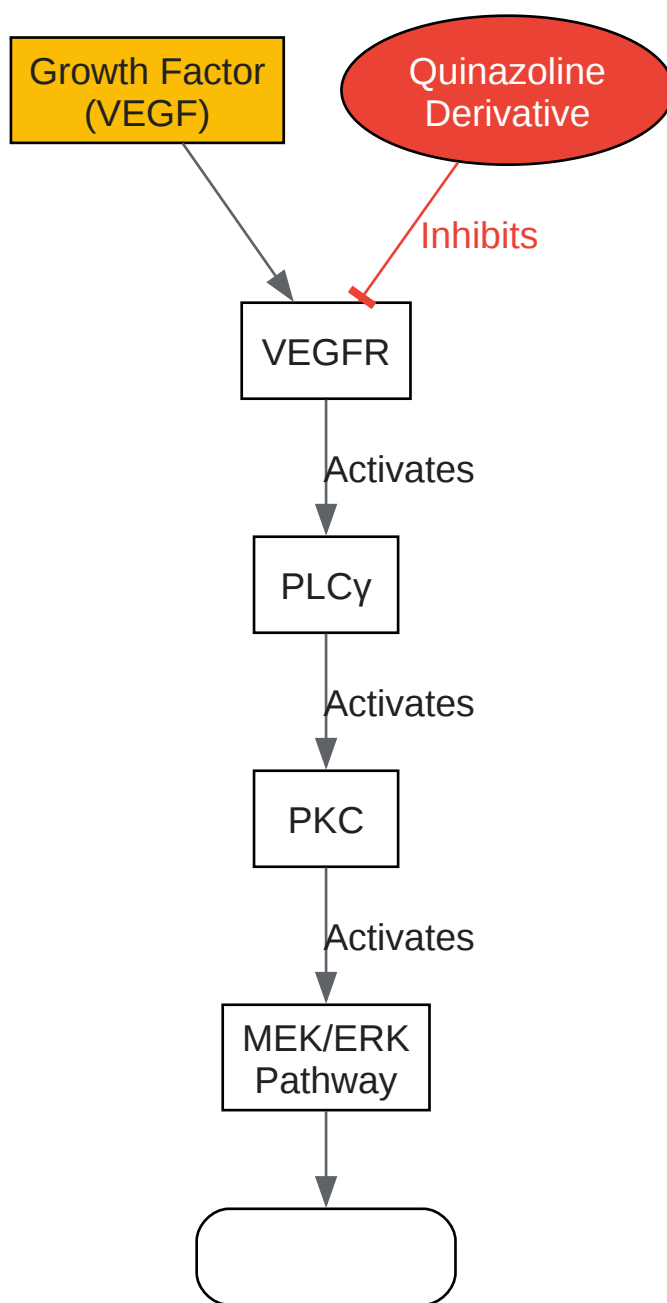 Growth Factor
(VEGF)
Quinazoline
Derivative
Inhibits
VEGFR
Activates
PLCγ
Activates
PKC
Activates
MEK/ERK
Pathway